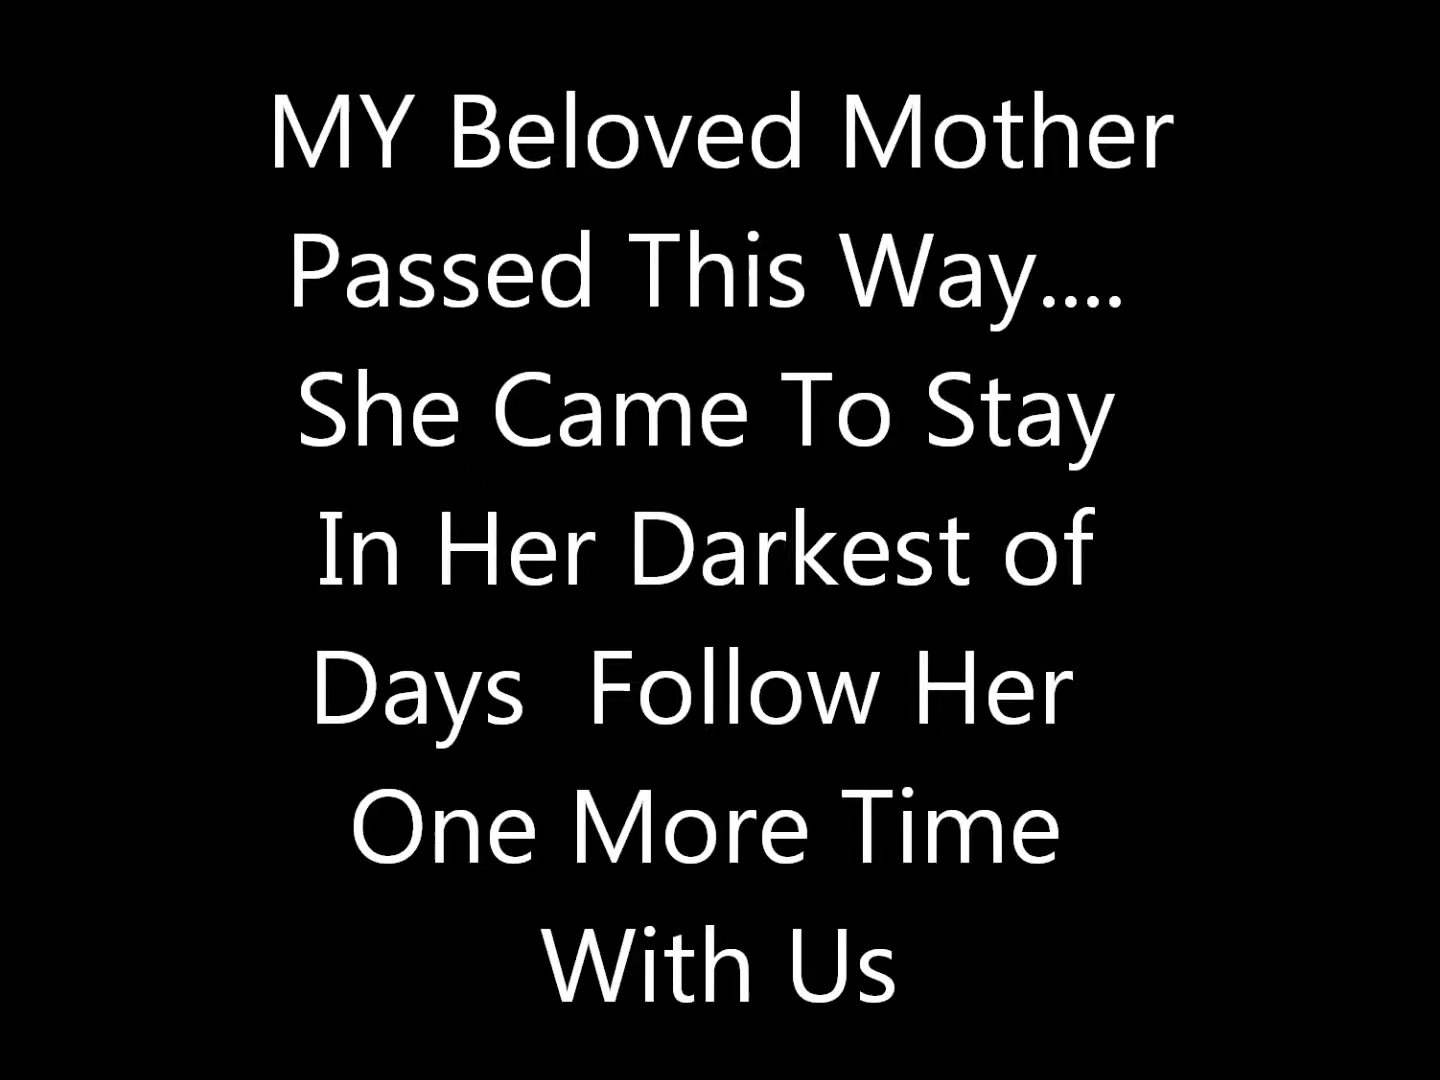 MY Beloved Mother
Passed This Way....
She Came To Stay
In Her Darkest of
Days  Follow Her
One More Time
With Us